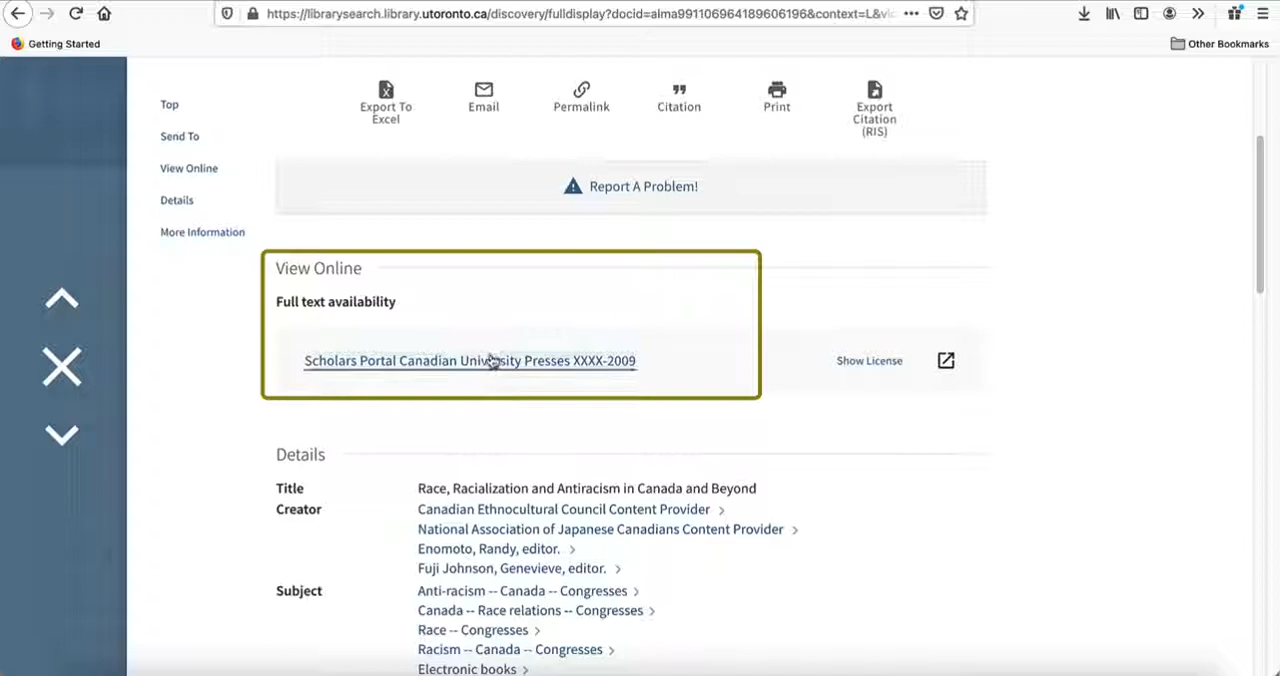 https://librarysearch.library.utoronto.ca/discovery/fulldisplay?docid=alma991106964189606196&context=L&vi
Getting Started
Other Bookmarks
Top
Send To
View Online
Details
More Information
Export To
Excel
Email
Permalink
Citation
Print
Export
Citation
(RIS)
Report A Problem!
View Online
Full text availability
Scholars Portal Canadian University Presses XXXX-2009
Show License
Details
Title
Race, Racialization and Antiracism in Canada and Beyond
Creator
Canadian Ethnocultural Council Content Provider
National Association of Japanese Canadians Content Provider
Enomoto, Randy, editor.
Fuji Johnson, Genevieve, editor.
Subject
Anti-racism -- Canada -- Congresses
Canada -- Race relations -- Congresses
Race -- Congresses
Racism -- Canada -- Congresses
Electronic books